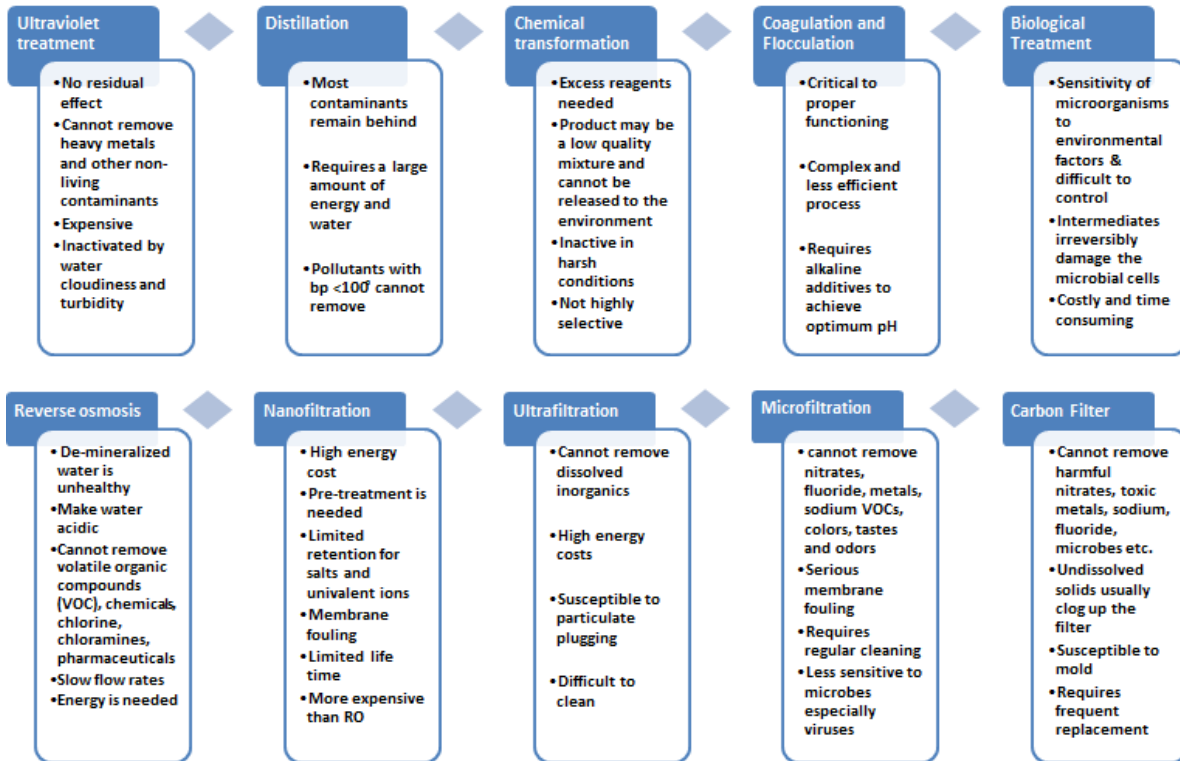 Ultraviolet
treatment
•No residual
effect
•Cannot remove
heavy metals
and other non-
living
contaminants
•Expensive
•Inactivated by
water
cloudiness and
turbidity
Distillation
•Most
contaminants
remain behind
•Requires a large
amount of
energy and
water
•Pollutants with
bp <100° cannot
remove
Chemical
transformation
•Excess reagents
needed
•Product may be
a low quality
mixture and
cannot be
released to the
environment
•Inactive in
harsh
conditions
•Not highly
selective
Coagulation and
Flocculation
•Critical to
proper
functioning
•Complex and
less efficient
process
•Requires
alkaline
additives to
achieve
optimum pH
Biological
Treatment
•Sensitivity of
microorganisms
to
environmental
factors &
difficult to
control
•Intermediates
irreversibly
damage the
microbial cells
•Costly and time
consuming
Reverse osmosis
• De-mineralized
water is
unhealthy
•Make water
acidic
•Cannot remove
volatile organic
compounds
(VOC), chemicals,
chlorine,
chloramines,
pharmaceuticals
•Slow flow rates
•Energy is needed
Nanofiltration
•High energy
cost
•Pre-treatment is
needed
•Limited
retention for
salts and
univalent ions
•Membrane
fouling
•Limited life
time
•More expensive
than RO
Ultrafiltration
•Cannot remove
dissolved
inorganics
•High energy
costs
•Susceptible to
particulate
plugging
•Difficult to
clean
Microfiltration
•cannot remove
nitrates,
fluoride, metals,
sodium VOCs,
colors, tastes
and odors
•Serious
membrane
fouling
•Requires
regular cleaning
•Less sensitive to
microbes
especially
viruses
Carbon Filter
•Cannot remove
harmful
nitrates, toxic
metals, sodium,
fluoride,
microbes etc.
•Undissolved
solids usually
clog up the
filter
•Susceptible to
mold
•Requires
frequent
replacement